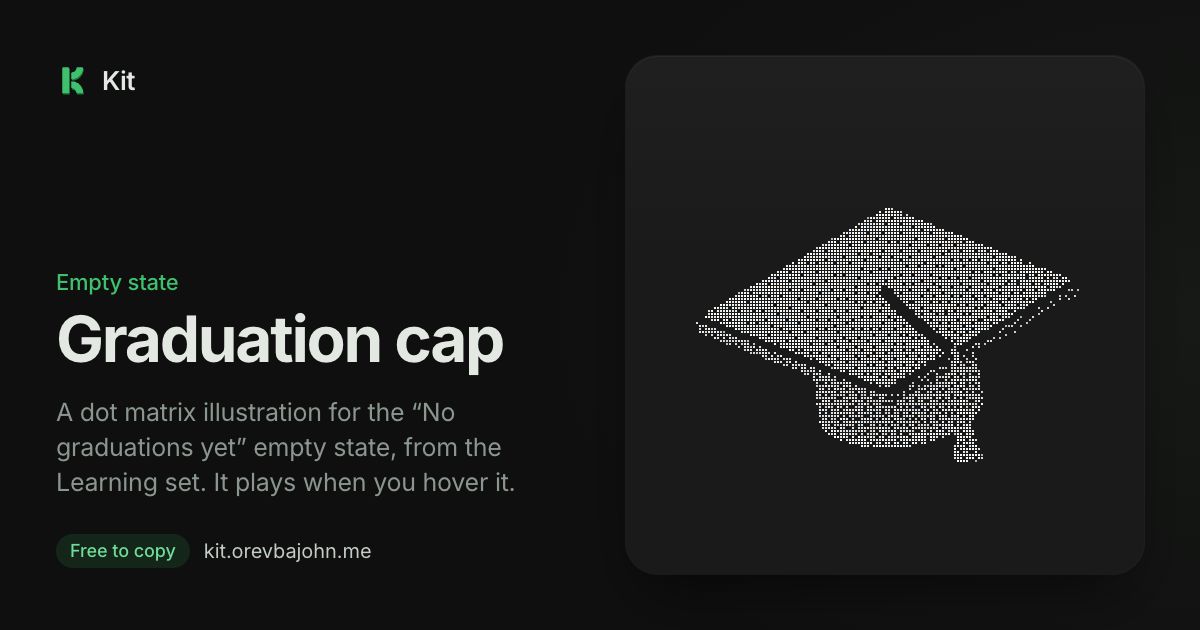 Kit
Empty state
Graduation cap
A dot matrix illustration for the “No
graduations yet” empty state, from the
Learning set. It plays when you hover it.
Free to copy
kit.orevbajohn.me